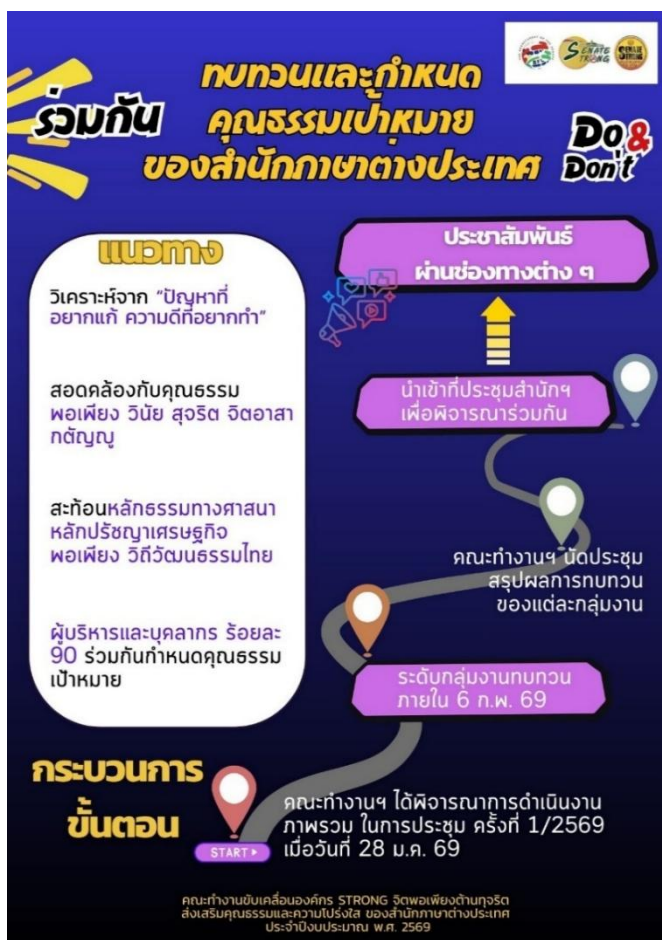 SENATE
STRONG
ร่วมกัน
ทบทวนและกำหนด
คุณธรรมเป้าหมาย
ของสำนักภาษาต่างประเทศ
Do &
Don't
แนวทาง
วิเคราะห์จาก “ปัญหาที่
อยากแก้ ความดีที่อยากทำ”
สอดคล้องกับคุณธรรม
พอเพียง วินัย สุจริต จิตอาสา
กตัญญู
สะท้อนหลักธรรมทางศาสนา
หลักปรัชญาเศรษฐกิจ
พอเพียง วิถีวัฒนธรรมไทย
ผู้บริหารและบุคลากร ร้อยละ
90 ร่วมกันกำหนดคุณธรรม
เป้าหมาย
ประชาสัมพันธ์
ผ่านช่องทางต่าง ๆ
นำเข้าที่ประชุมสำนักฯ
เพื่อพิจารณาร่วมกัน
คณะทำงานฯ นัดประชุม
สรุปผลการทบทวน
ของแต่ละกลุ่มงาน
ระดับกลุ่มงานทบทวน
ภายใน 6 ก.พ. 69
กระบวนการ
ขั้นตอน
START
คณะทำงานฯ ได้พิจารณาการดำเนินงาน
ภาพรวม ในการประชุม ครั้งที่ 1/2569
เมื่อวันที่ 28 ม.ค. 69
คณะทำงานขับเคลื่อนองค์กร STRONG จิตพอเพียงต้านทุจริต
ส่งเสริมคุณธรรมและความโปร่งใส ของสำนักภาษาต่างประเทศ
ประจำปีงบประมาณ พ.ศ. 2569